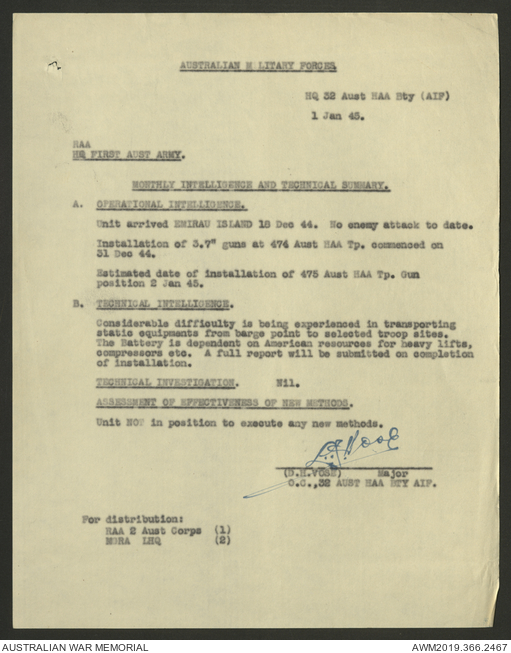 AUSTRALIAN MILITARY FORCES
HQ 32 Aust HAA Bty (AIF)
1 Jan 45.
RAA
HQ FIRST AUST ARMY.
MONTHLY INTELLIGENCE AND TECHNICAL SUMMARY.
A. OPERATIONAL INTELLIGENCE.
Unit arrived EMIRAU ISLAND 18 Dec 44. No enemy attack to date.
Installation of 3.7" guns at 474 Aust HAA Tp. commenced on
31 Dec 44.
Estimated date of installation of 475 Aust HAA Tp. Gun
position 2 Jan 45.
B. TECHNICAL INTELLIGENCE.
Considerable difficulty is being experienced in transporting
static equipments from barge point to selected troop sites.
The Battery is dependent on American resources for heavy lifts,
compressors etc. A full report will be submitted on completion
of installation.
TECHNICAL INVESTIGATION. Nil.
ASSESSMENT OF EFFECTIVENESS OF NEW METHODS.
Unit NOT in position to execute any new methods.
(D.H.VOSE) Major
O.C.,32 AUST HAA BTY AIF.
For distribution:
RAA 2 Aust Corps (1)
LHQ (2)
AUSTRALIAN WAR MEMORIAL
AWM2019.366.2467